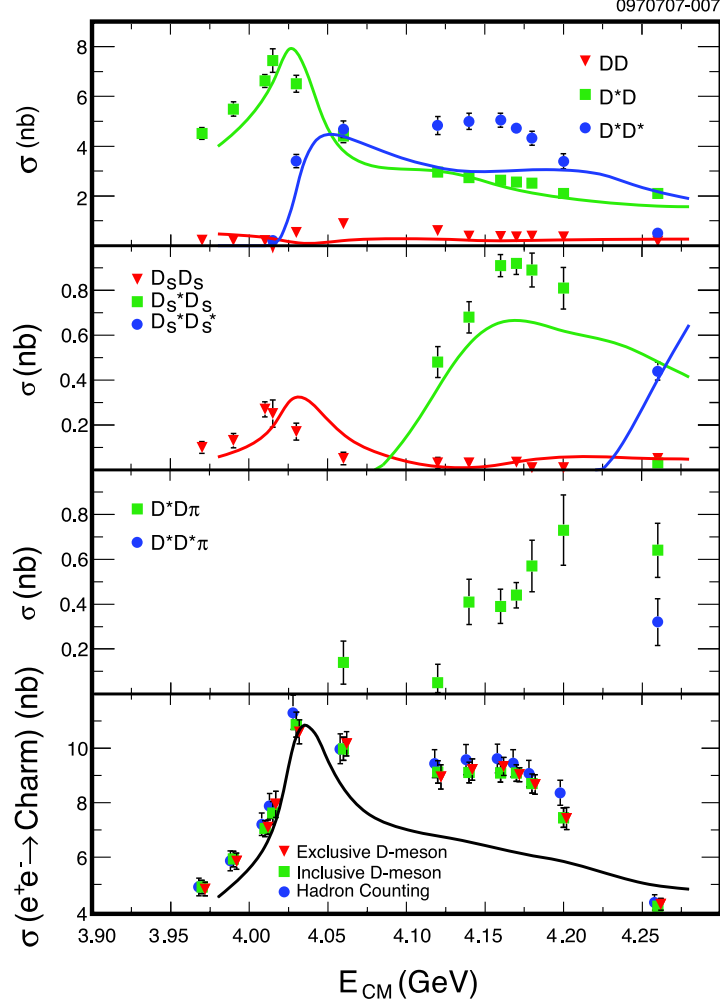 0970707-007
8
6
4
2
σ (nb)
DD
D*D
D*D*
0.8
0.4
0.2
σ (nb)
DsDs
Ds*Ds
Ds*Ds*
0.8
0.6
0.4
0.2
σ (nb)
D*Dπ
D*D*π
10
8
6
4
σ (e+e-→Charm) (nb)
Exclusive D-meson
Inclusive D-meson
Hadron Counting
3.90 3.95 4.00 4.05 4.10 4.15 4.20 4.25
ECM (GeV)